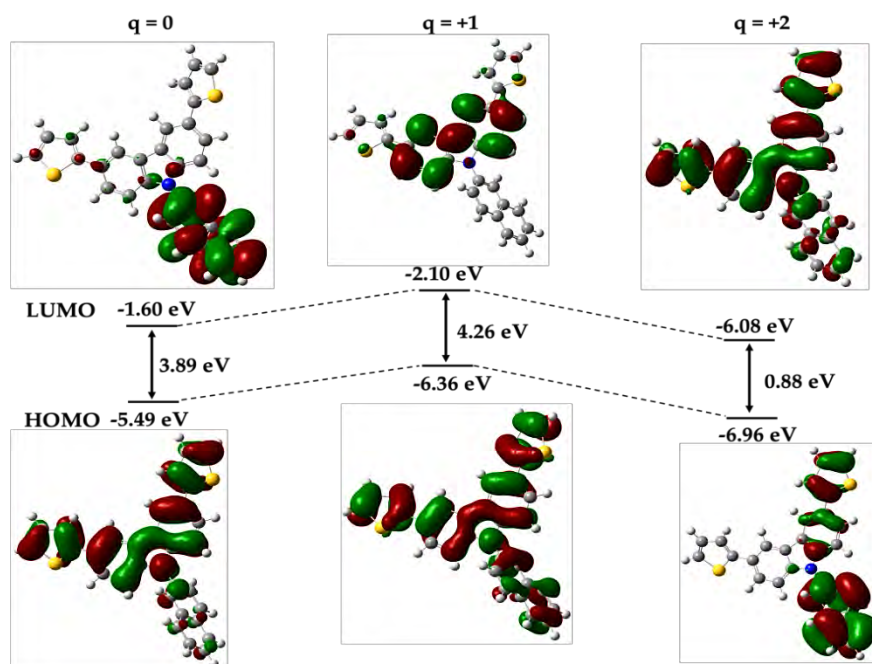 q = 0 q = +1 q = +2
-2.10 eV
LUMO -1.60 eV -6.08 eV
3.89 eV 4.26 eV 0.88 eV
-6.36 eV
HOMO -5.49 eV -6.96 eV